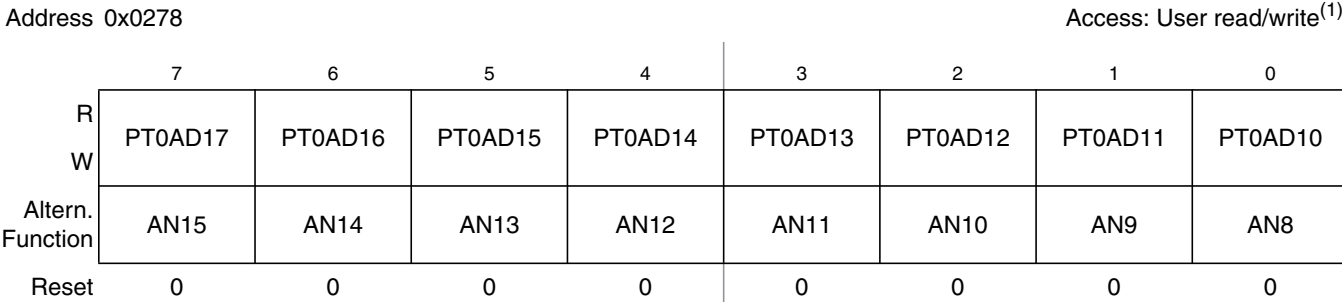 Address 0x0278 Access: User read/write(1)
7 6 5 4 3 2 1 0
R
W
PT0AD17 PT0AD16 PT0AD15 PT0AD14 PT0AD13 PT0AD12 PT0AD11 PT0AD10
Altern.
Function
AN15 AN14 AN13 AN12 AN11 AN10 AN9 AN8
Reset 0 0 0 0 0 0 0 0